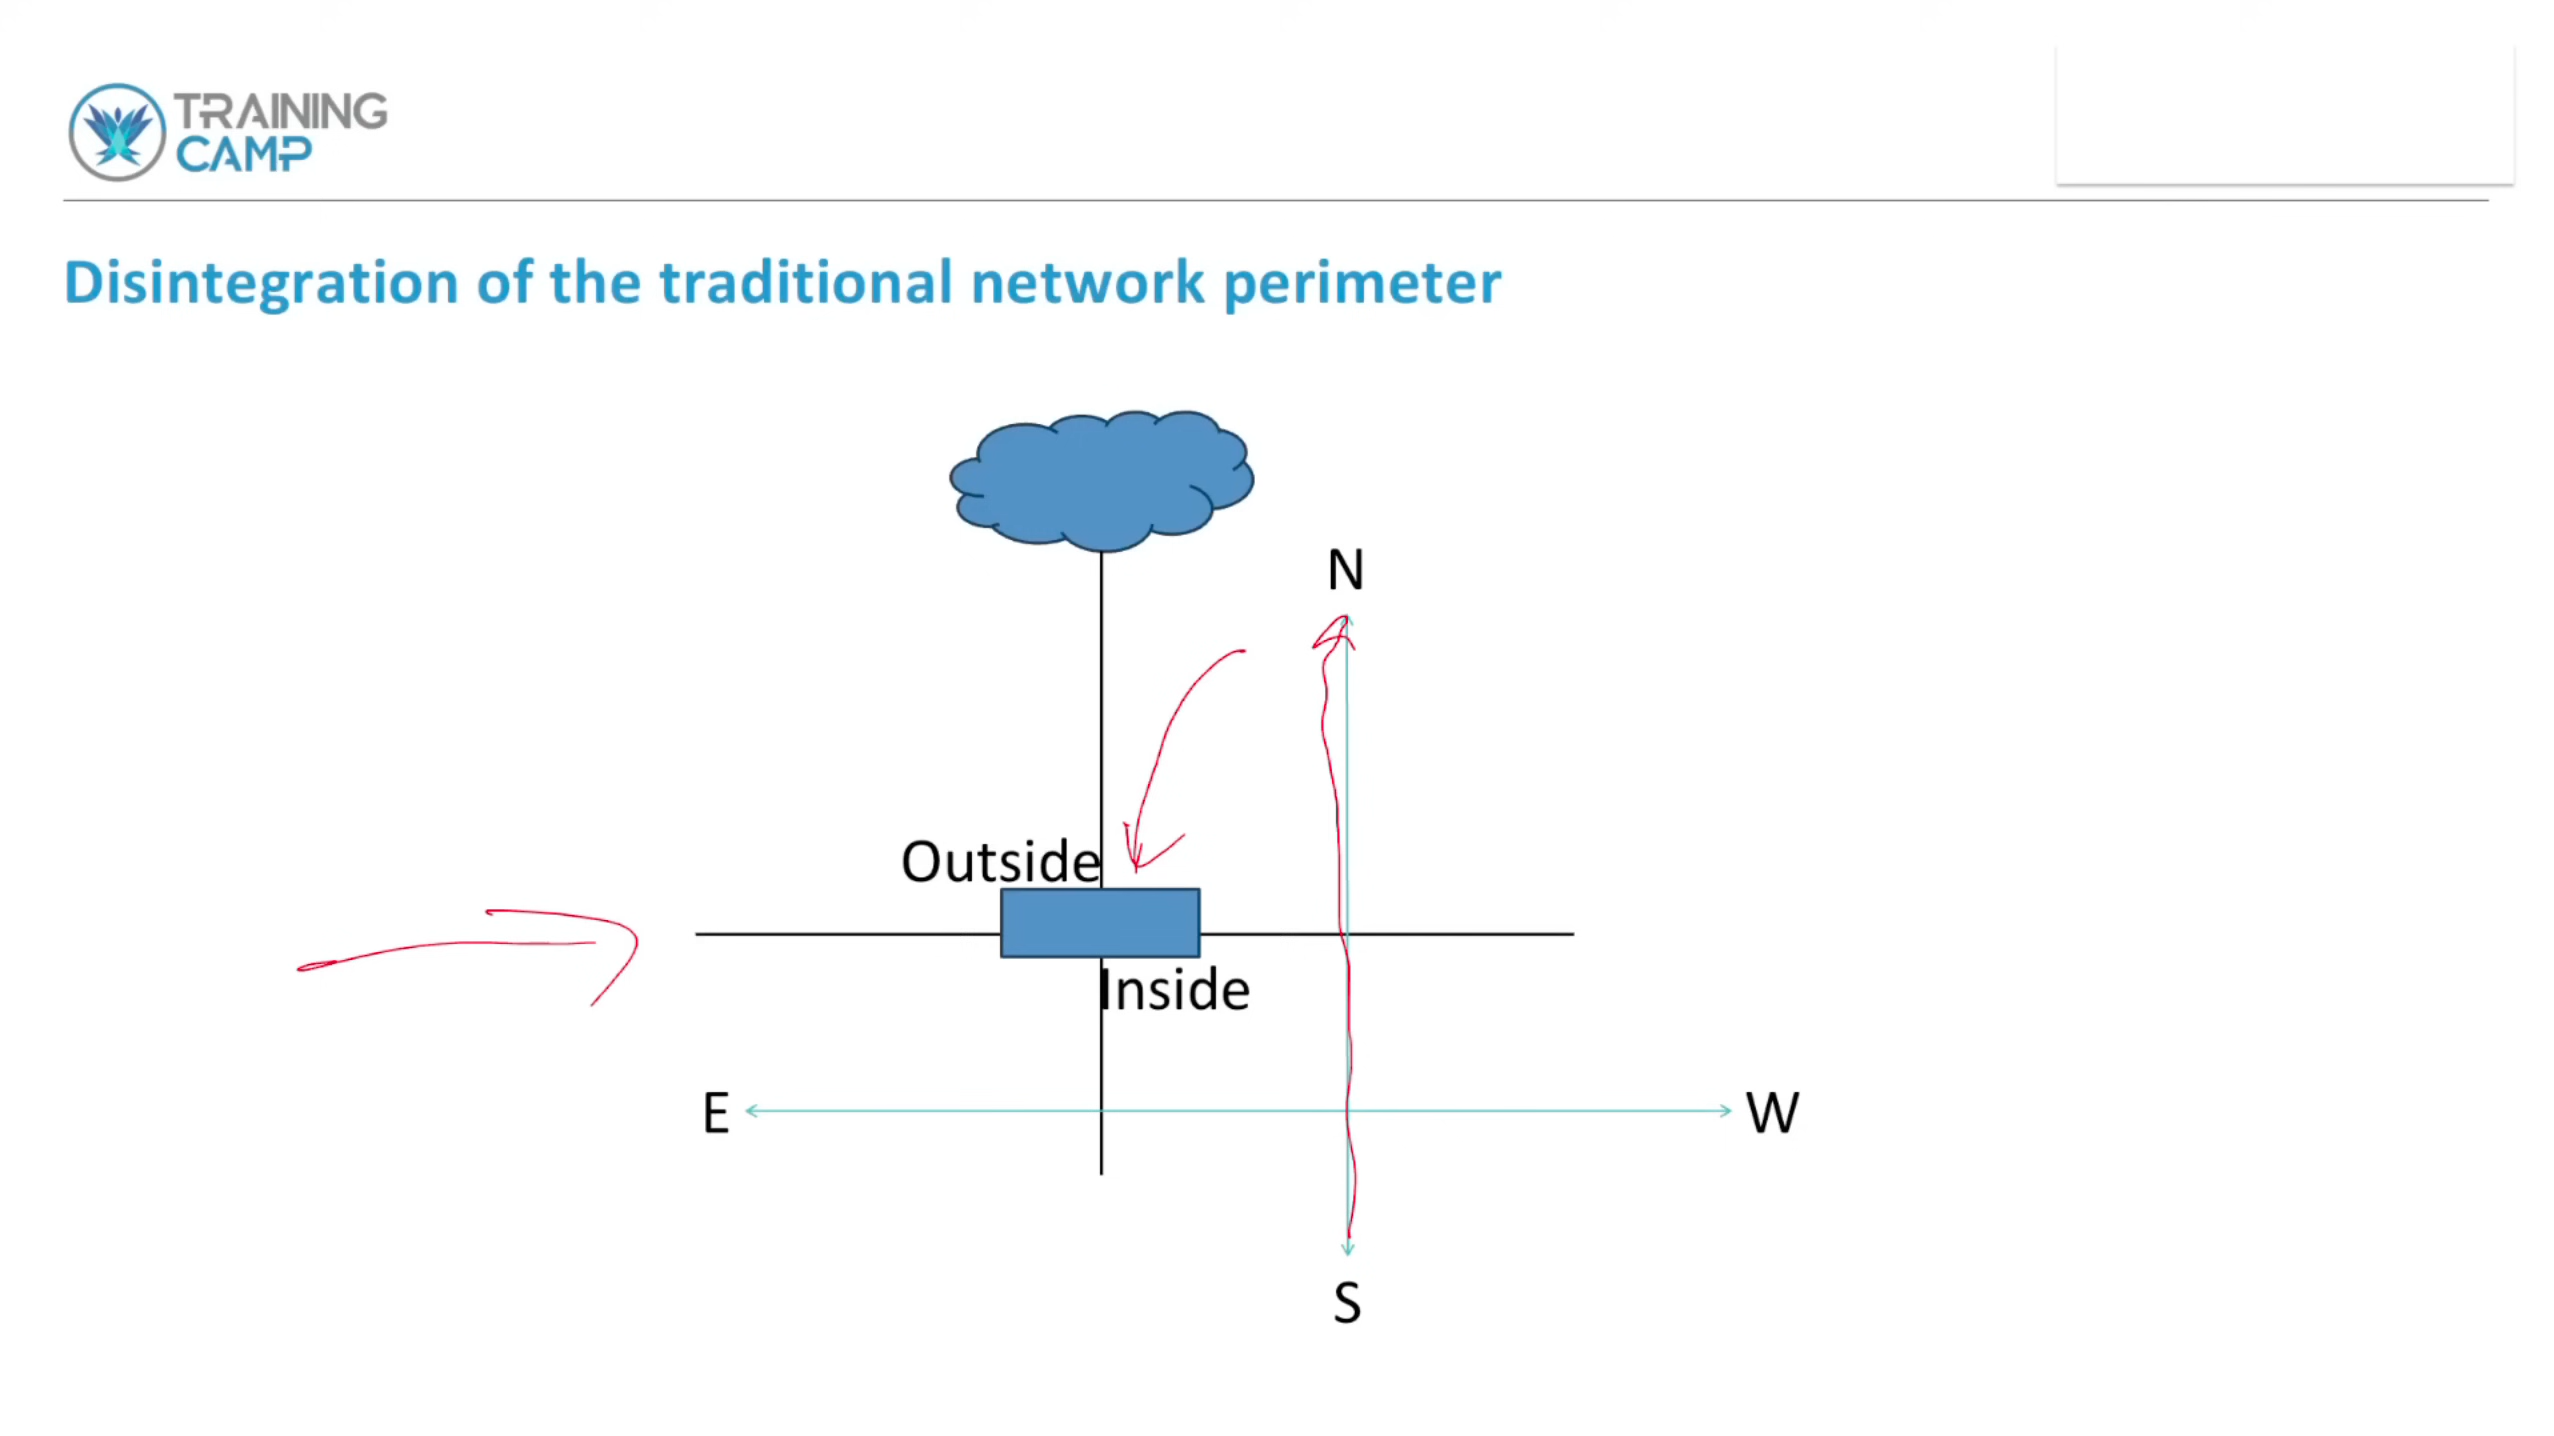 TRAINING
CAMP
Disintegration of the traditional network perimeter
N
Outside
Inside
E
W
S